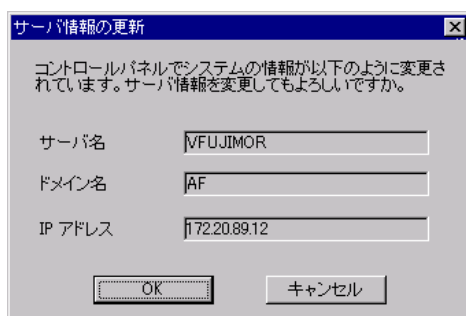 サーバ情報の更新
コントロールパネルでシステムの情報が以下のように変更さ
れています。サーバ情報を変更してもよろしいですか。
サーバ名 VFUJIMOR
ドメイン名 AF
IP アドレス 172.20.89.12
OK キャンセル